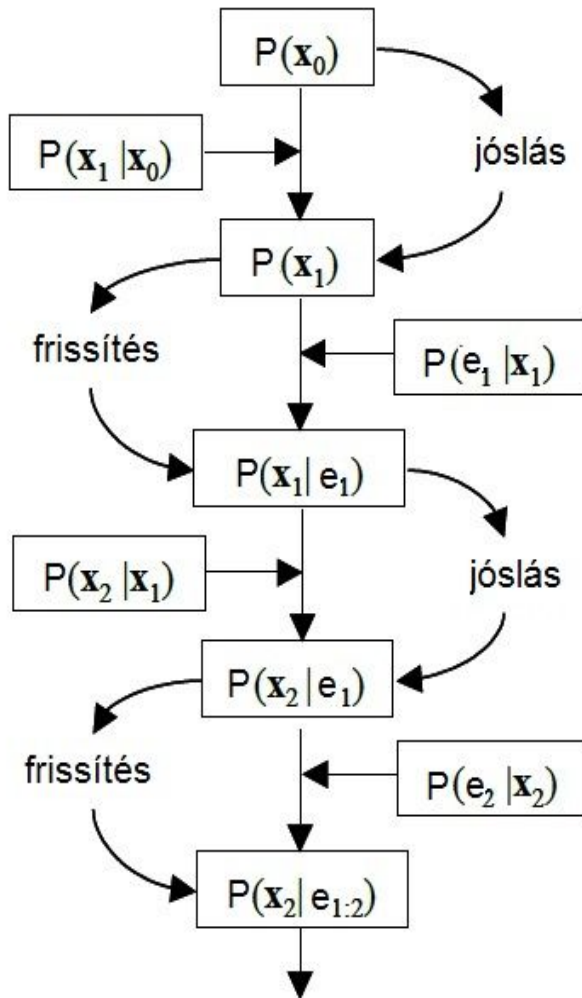 P(x₀)
P(x₁ |x₀)
jóslás
P(x₁)
frissítés
P(e₁ |x₁)
P(x₁| e₁)
P(x₂ |x₁)
jóslás
P(x₂ | e₁)
frissítés
P(e₂ |x₂)
P(x₂| e₁:₂)